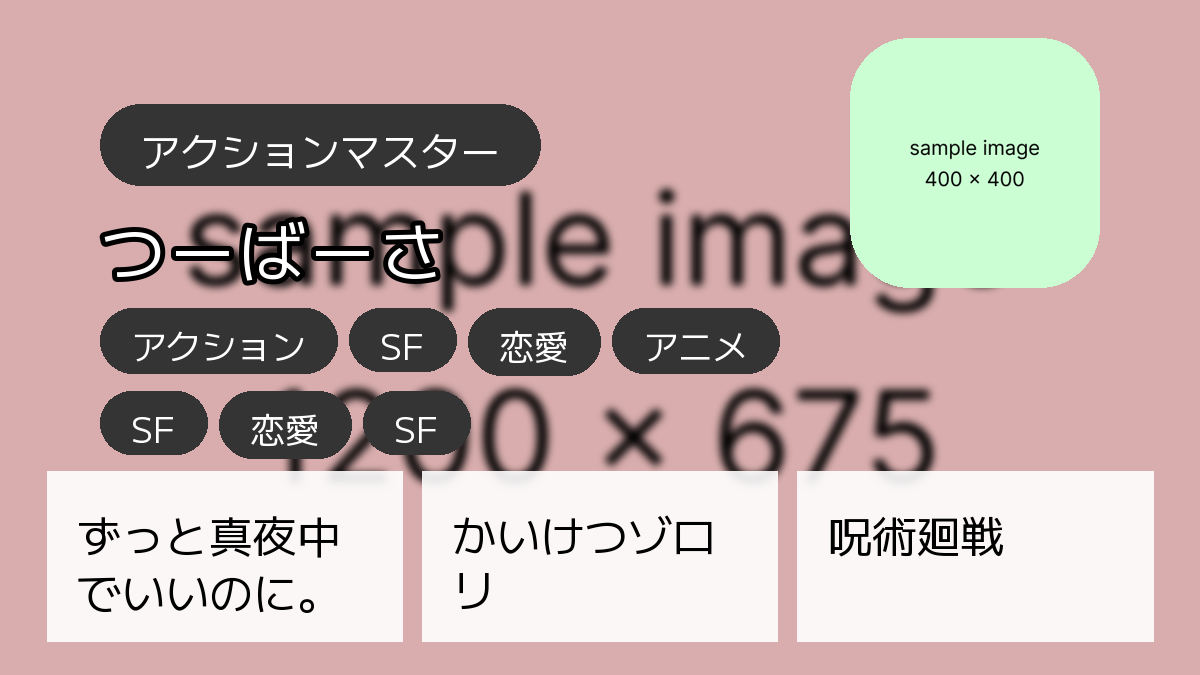 アクションマスター
sample image
400 × 400
つーばーさ
sample image
アクション SF 恋愛 アニメ
SF 恋愛 SF
1200 × 675
ずっと真夜中
でいいのに。
かいけつゾロ
リ
呪術廻戦